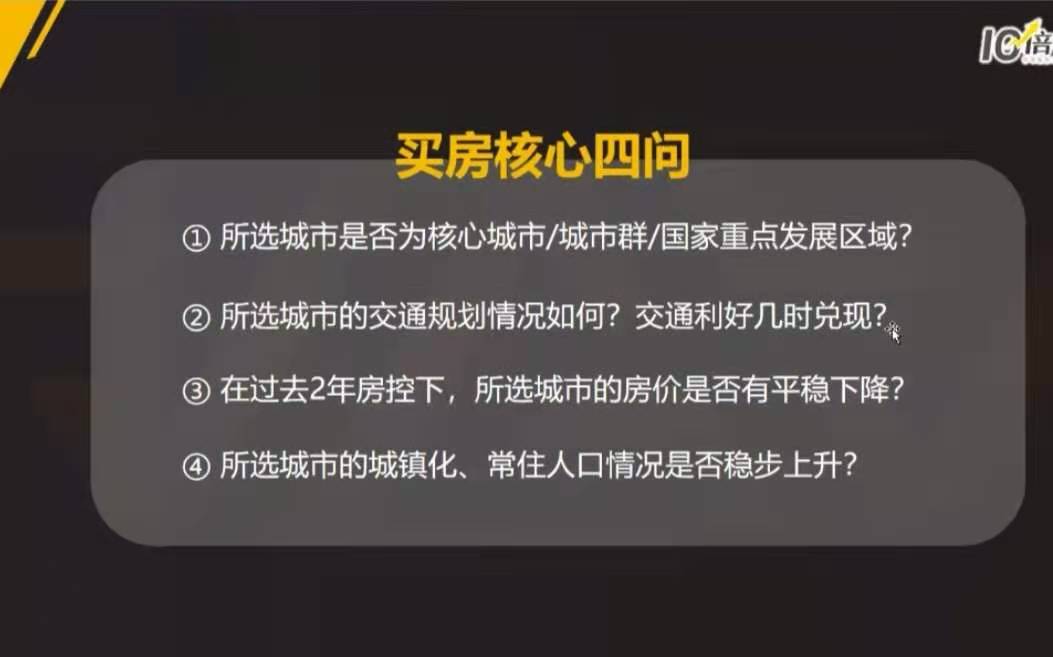 10倍
买房核心四问
① 所选城市是否为核心城市/城市群/国家重点发展区域？
② 所选城市的交通规划情况如何？交通利好几时兑现？
③ 在过去2年房控下，所选城市的房价是否有平稳下降？
④ 所选城市的城镇化、常住人口情况是否稳步上升？